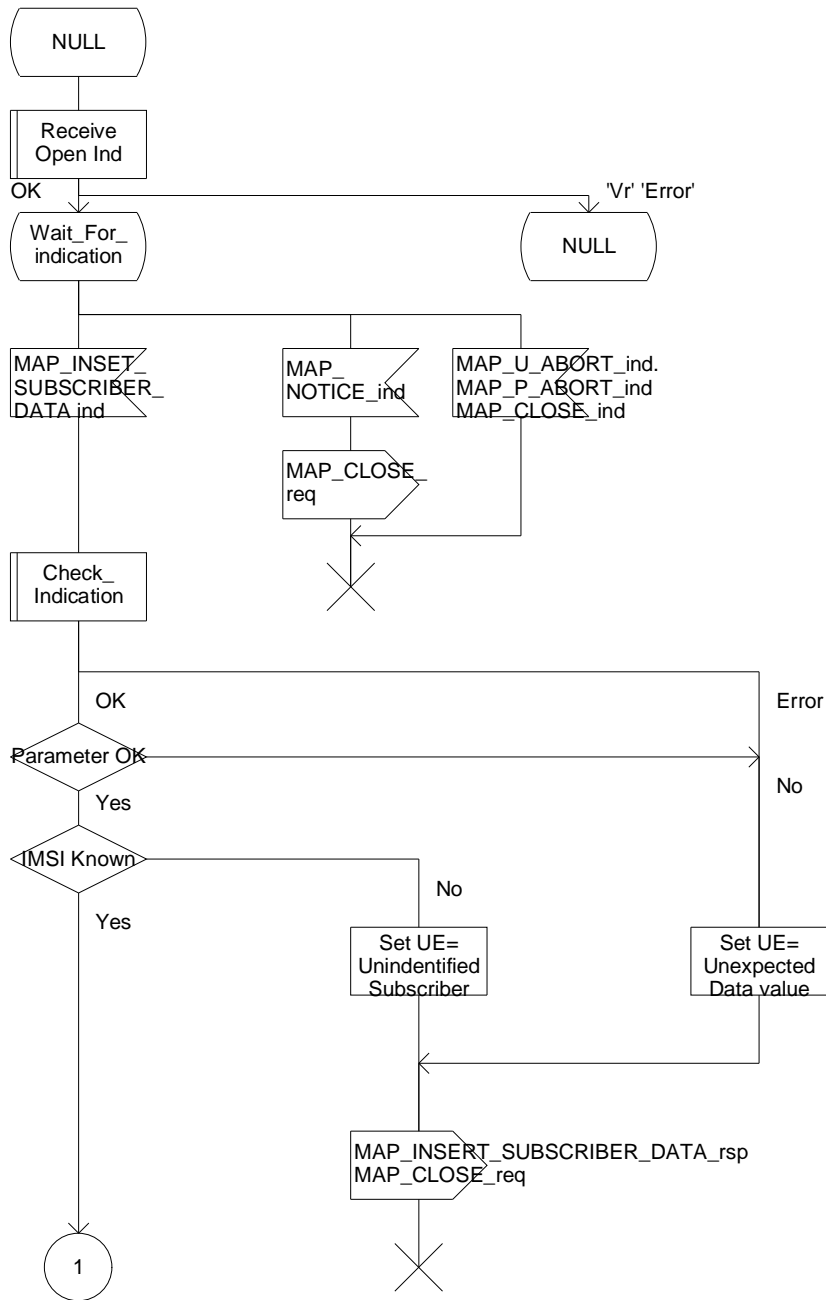 NULL
Receive
Open Ind
OK
'Vr' 'Error'
Wait_For_
indication
NULL
MAP_INSET_
SUBSCRIBER_
DATA ind
MAP_
NOTICE_ind
MAP_U_ABORT_ind.
MAP_P_ABORT_ind
MAP_CLOSE_ind
MAP_CLOSE_
req
Check_
Indication
OK
Error
Parameter OK
No
Yes
IMSI Known
No
Yes
Set UE=
Unindentified
Subscriber
Set UE=
Unexpected
Data value
MAP_INSERT_SUBSCRIBER_DATA_rsp
MAP_CLOSE_req
1